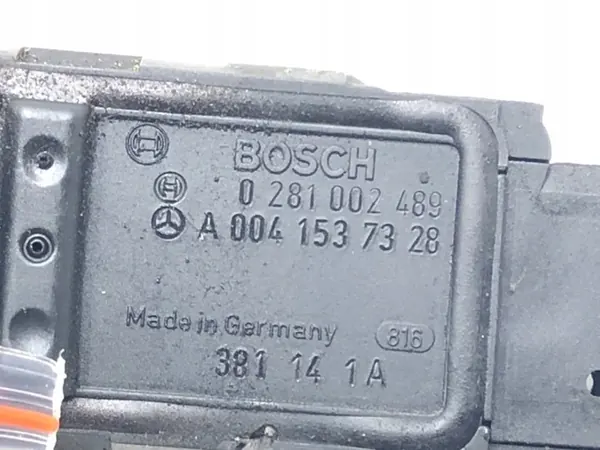 BOSCH
0 281 002 489
A 004 153 73 28
Made in Germany 816
381 14 1A